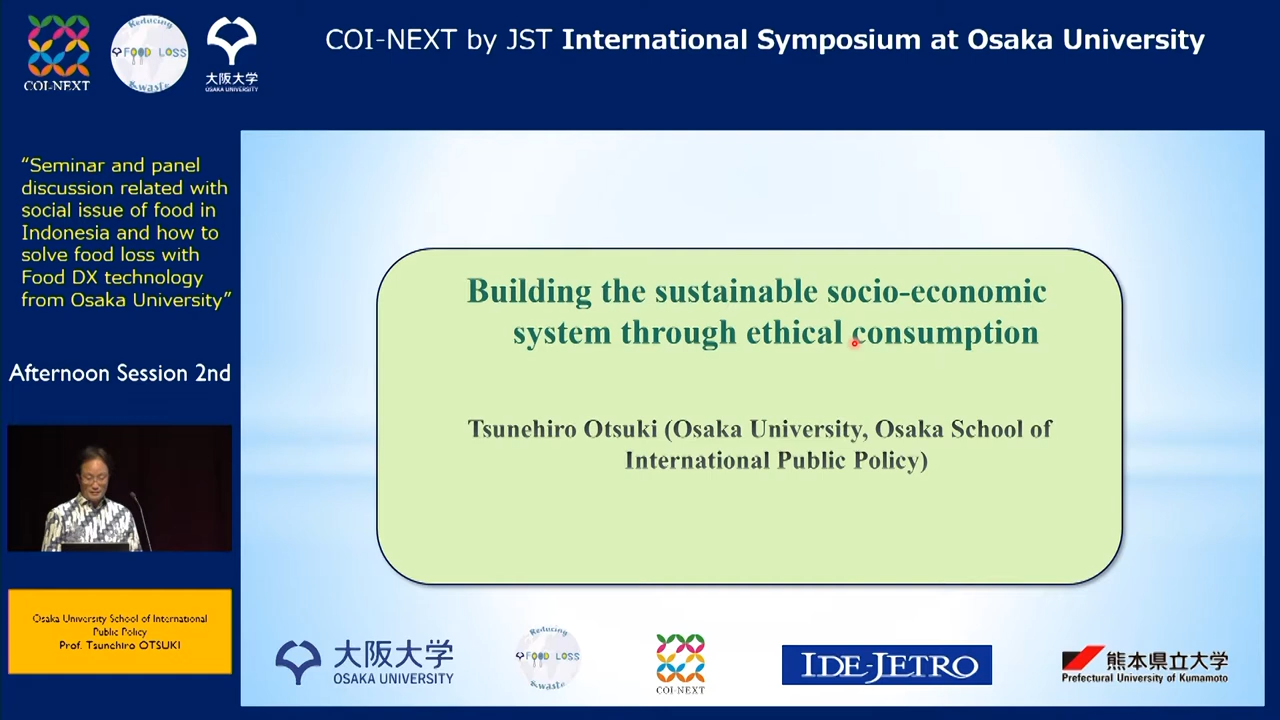 COI-NEXT
Reducing
FOOD LOSS
&waste
大阪大学
OSAKA UNIVERSITY
COI-NEXT by JST International Symposium at Osaka University
“Seminar and panel
discussion related with
social issue of food in
Indonesia and how to
solve food loss with
Food DX technology
from Osaka University”
Afternoon Session 2nd
Osaka University School of International
Public Policy
Prof. Tsunehiro OTSUKI
Building the sustainable socio-economic
system through ethical consumption
Tsunehiro Otsuki (Osaka University, Osaka School of
International Public Policy)
大阪大学
OSAKA UNIVERSITY
Reducing
FOOD LOSS
&waste
COI-NEXT
IDE-JETRO
熊本県立大学
Prefectural University of Kumamoto